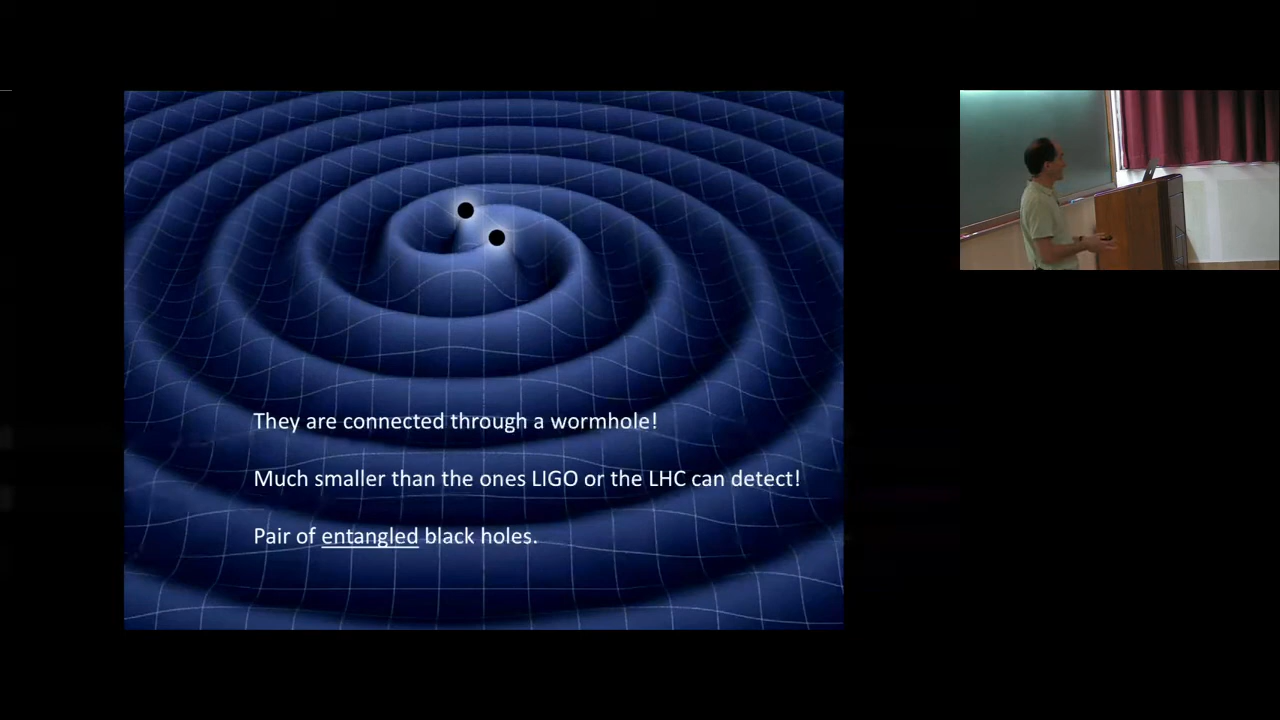 They are connected through a wormhole!
Much smaller than the ones LIGO or the LHC can detect!
Pair of entangled black holes.